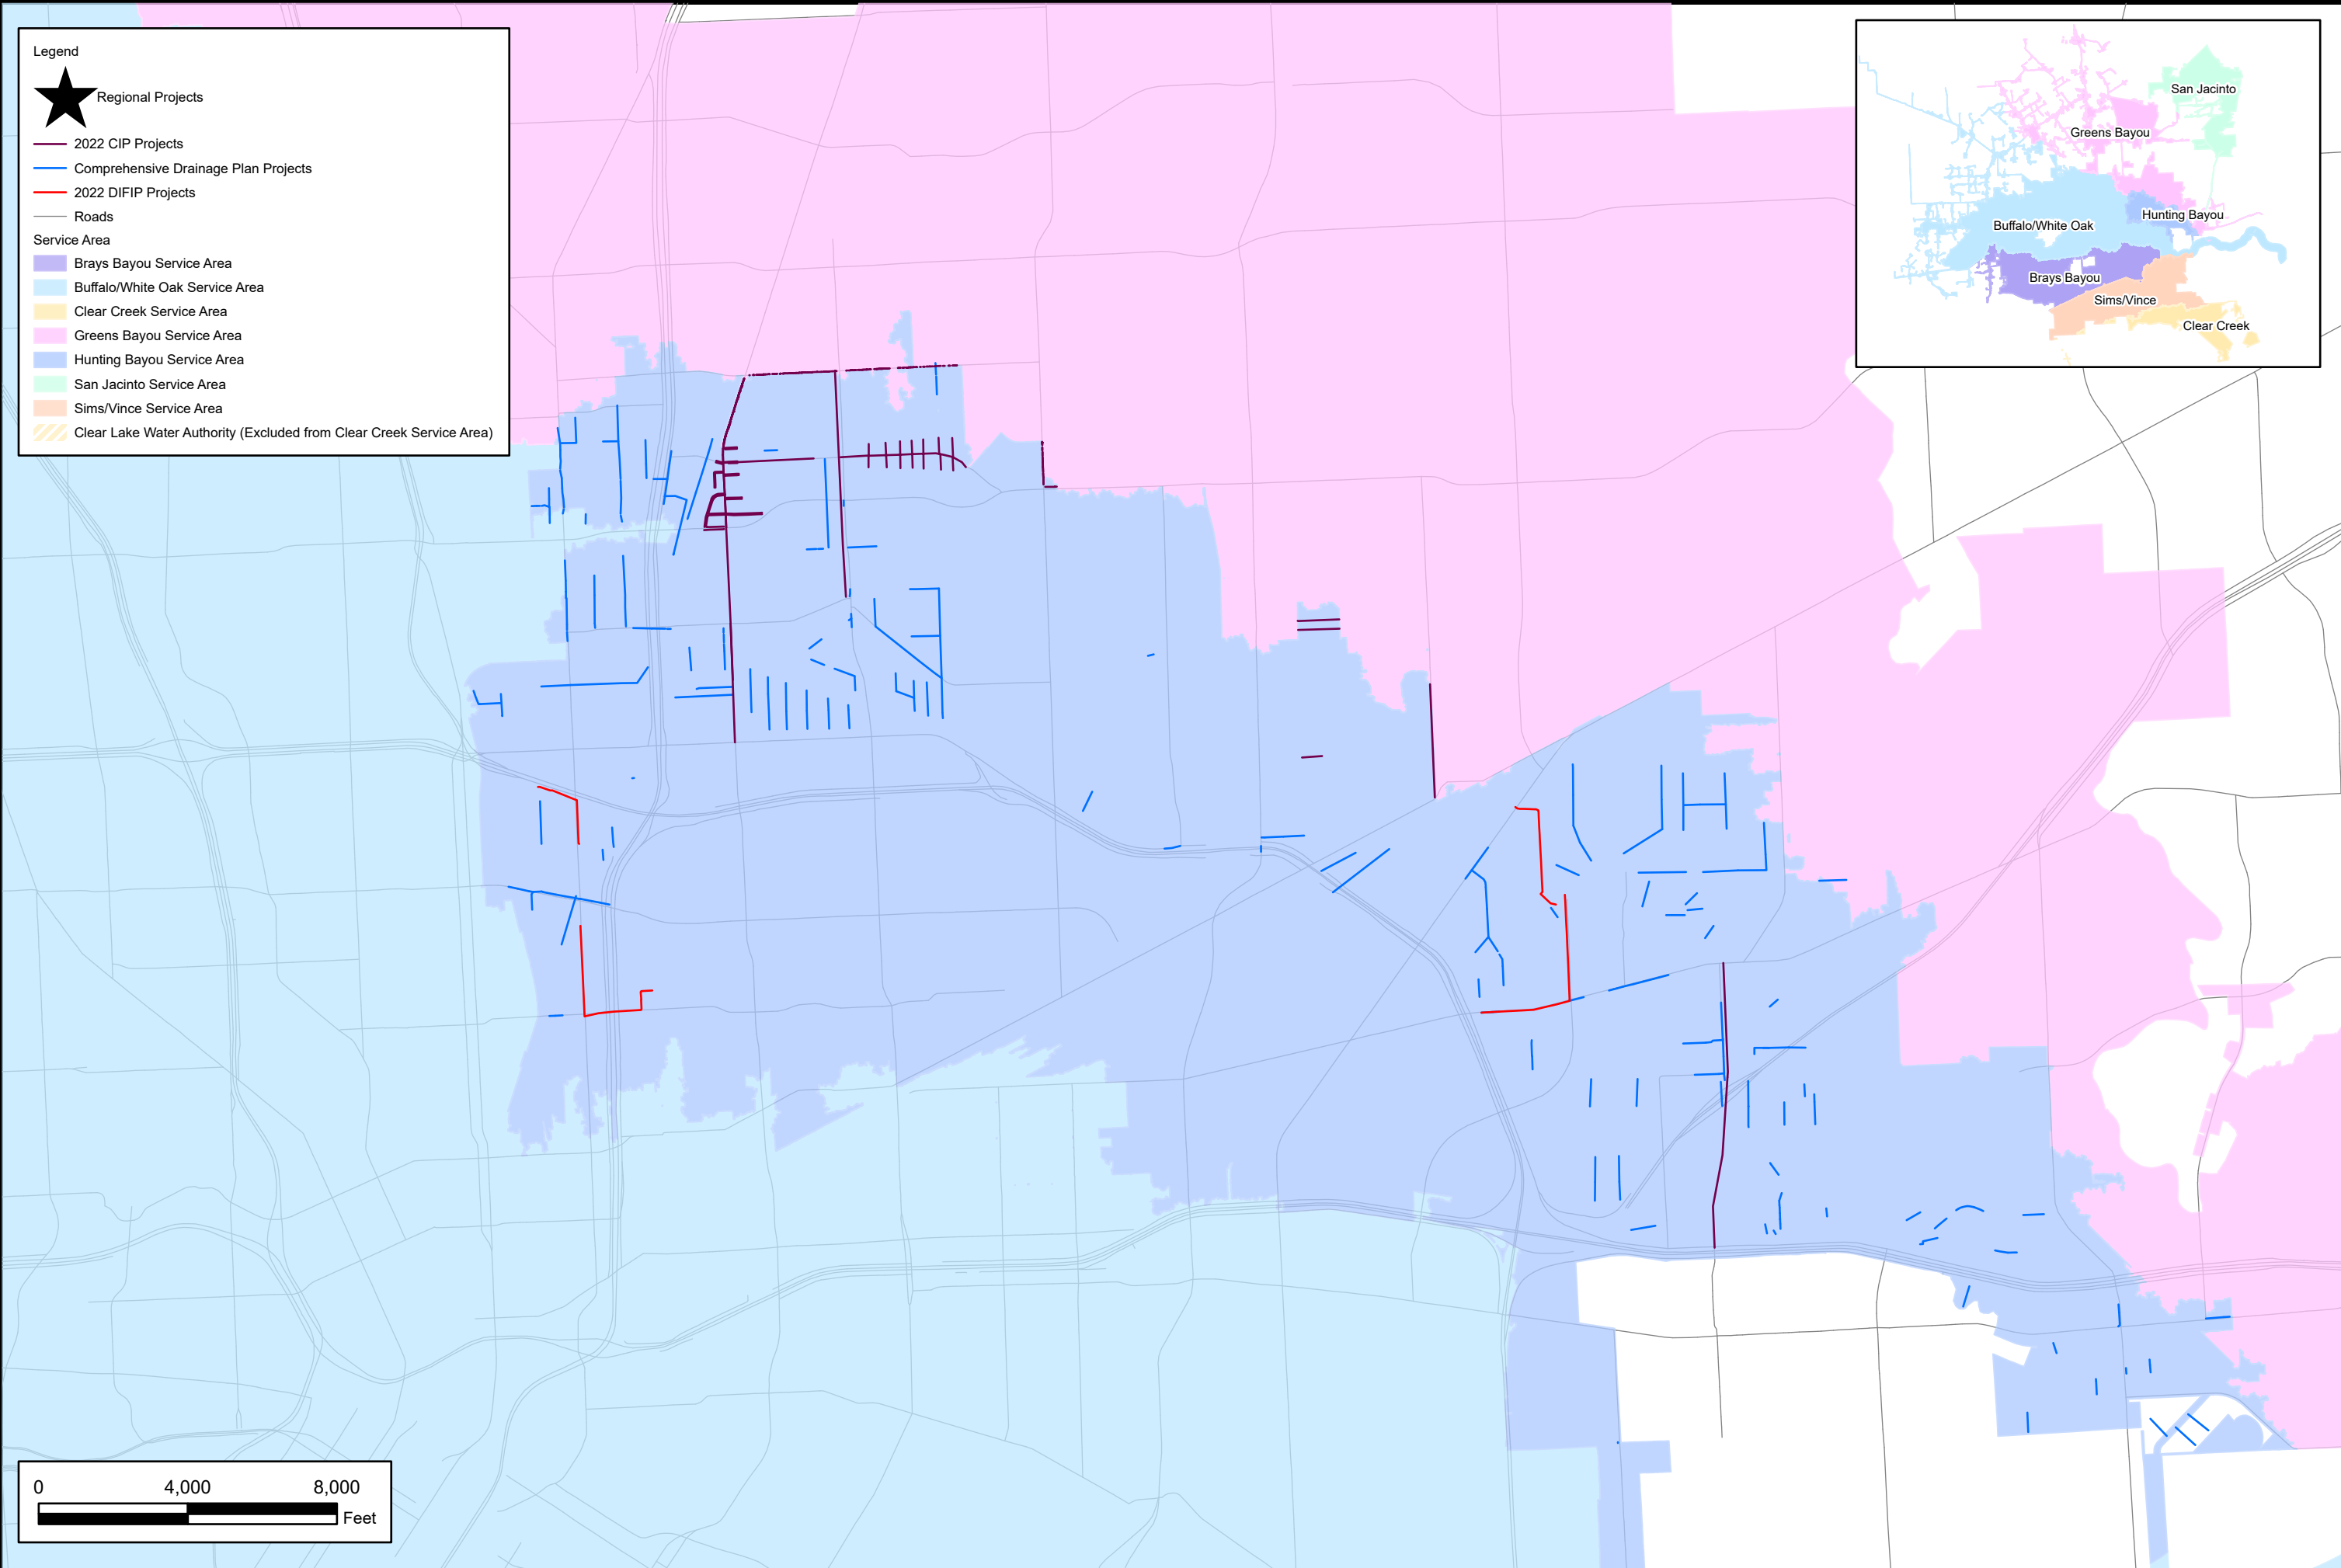 Legend
Regional Projects
2022 CIP Projects
Comprehensive Drainage Plan Projects
2022 DIFIP Projects
Roads
Service Area
Brays Bayou Service Area
Buffalo/White Oak Service Area
Clear Creek Service Area
Greens Bayou Service Area
Hunting Bayou Service Area
San Jacinto Service Area
Sims/Vince Service Area
Clear Lake Water Authority (Excluded from Clear Creek Service Area)
San Jacinto
Greens Bayou
Hunting Bayou
Buffalo/White Oak
Brays Bayou
Sims/Vince
Clear Creek
0 4,000 8,000
Feet